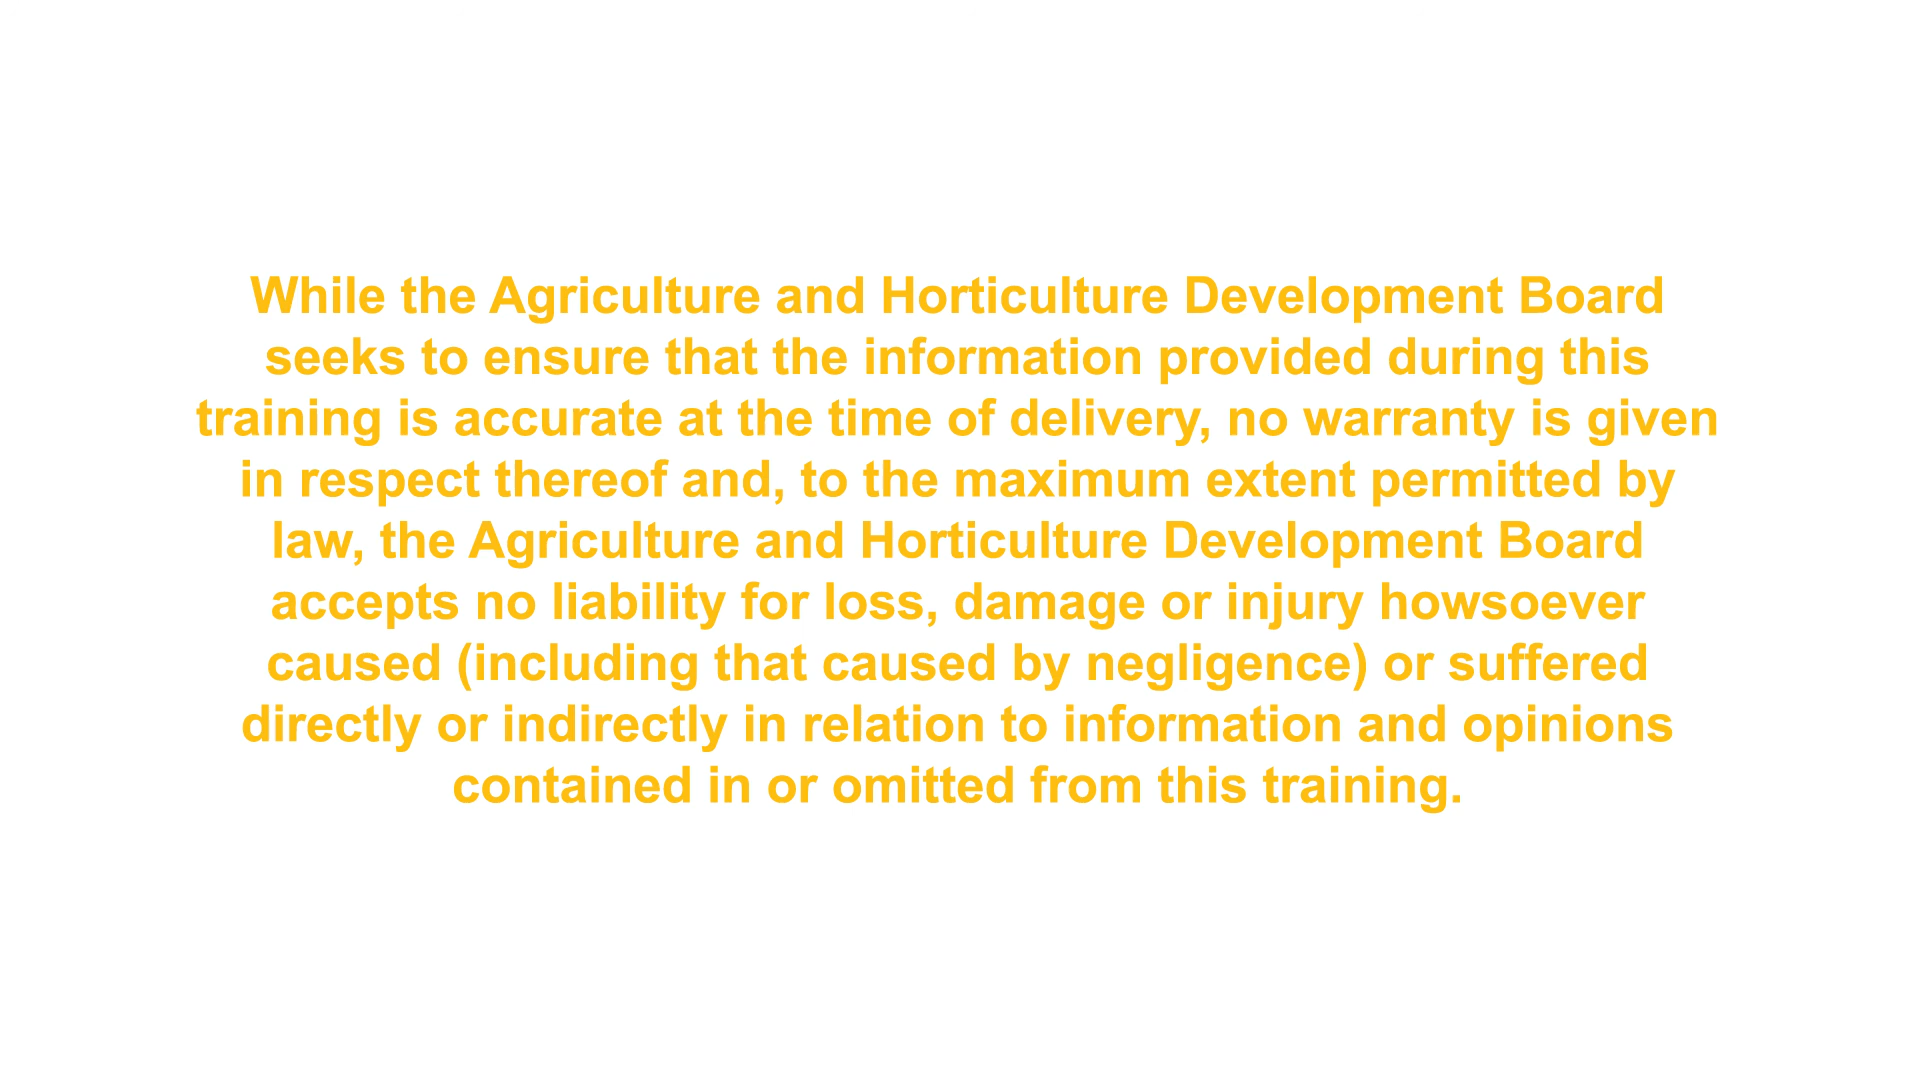 While the Agriculture and Horticulture Development Board
seeks to ensure that the information provided during this
training is accurate at the time of delivery, no warranty is given
in respect thereof and, to the maximum extent permitted by
law, the Agriculture and Horticulture Development Board
accepts no liability for loss, damage or injury howsoever
caused (including that caused by negligence) or suffered
directly or indirectly in relation to information and opinions
contained in or omitted from this training.